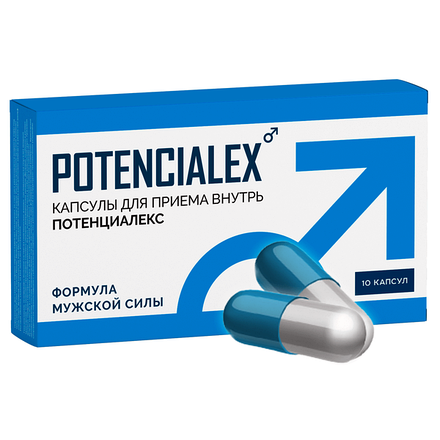 POTENCIALEX
КАПСУЛЫ ДЛЯ ПРИЕМА ВНУТРЬ
ПОТЕНЦИАЛЕКС
ФОРМУЛА
МУЖСКОЙ СИЛЫ
10 КАПСУЛ